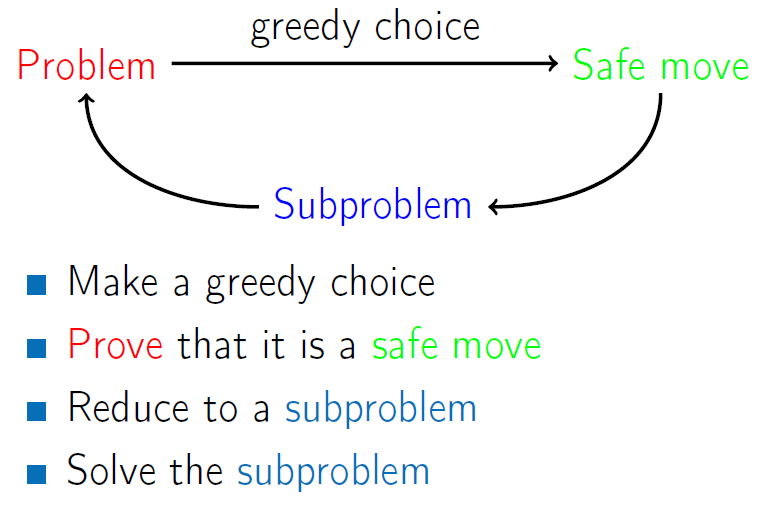 greedy choice
Problem
Safe move
Subproblem
Make a greedy choice
Prove that it is a safe move
Reduce to a subproblem
Solve the subproblem